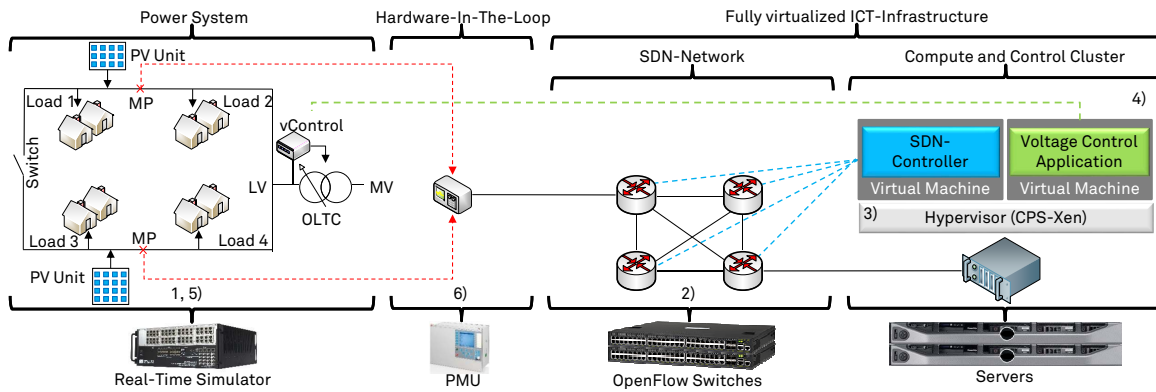 Power System
Hardware-In-The-Loop
Fully virtualized ICT-Infrastructure
SDN-Network
Compute and Control Cluster
PV Unit
Load 1
MP
Load 2
vControl
Switch
LV
MV
OLTC
Load 3
MP
Load 4
PV Unit
4)
SDN-
Controller
Voltage Control
Application
Virtual Machine
Virtual Machine
3)
Hypervisor (CPS-Xen)
1, 5)
6)
2)
Real-Time Simulator
PMU
OpenFlow Switches
Servers